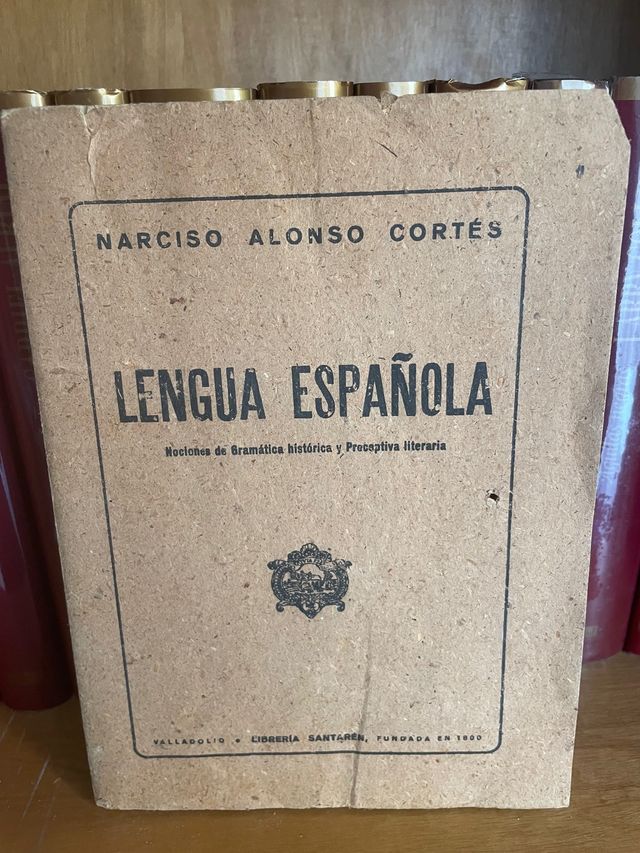 NARCISO ALONSO CORTÉS
LENGUA ESPAÑOLA
Nociones de Gramática histórica y Preceptiva literaria
VALLADOLID • LIBRERÍA SANTARÉN, FUNDADA EN 1800